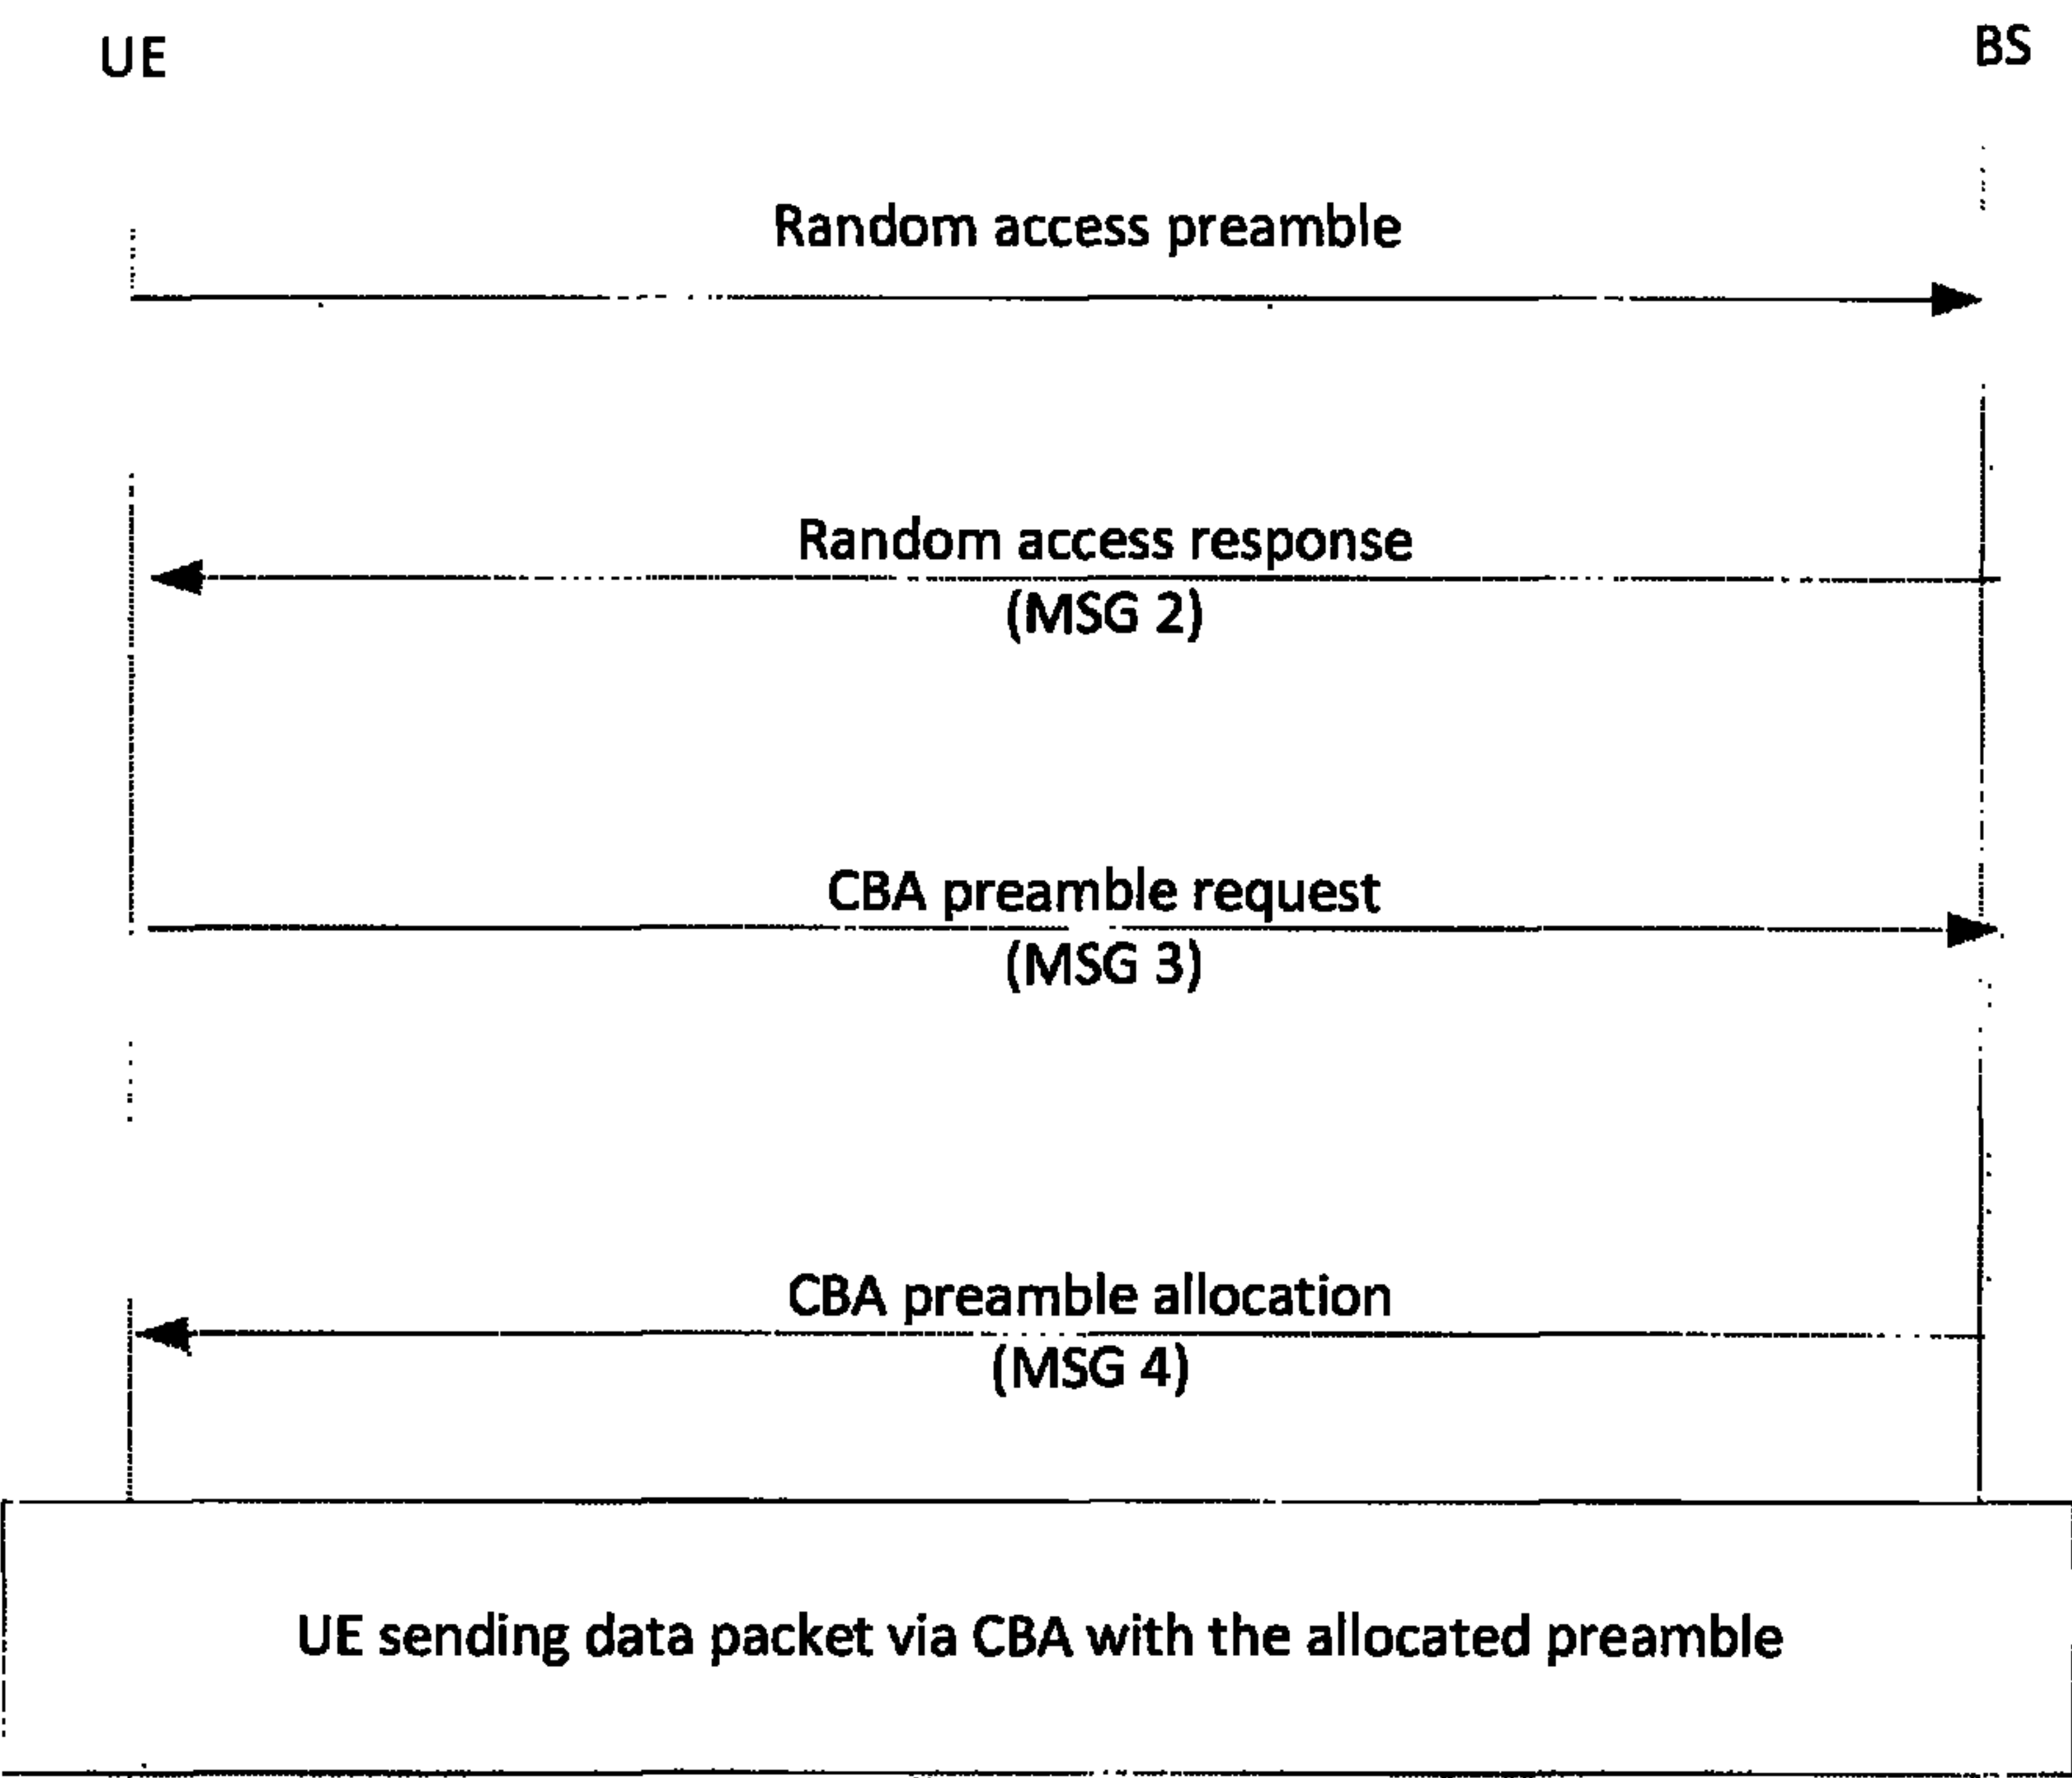 UE
BS
Random access preamble
Random access response
(MSG 2)
CBA preamble request
(MSG 3)
CBA preamble allocation
(MSG 4)
UE sending data packet via CBA with the allocated preamble